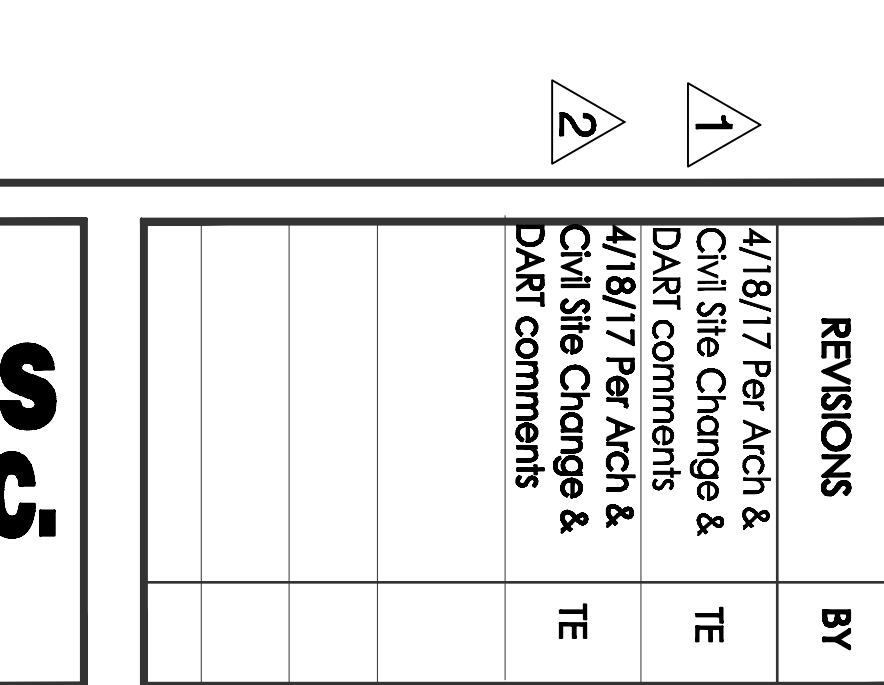 REVISIONS BY
1 4/18/17 Per Arch &
Civil Site Change &
DART comments
TE
2 4/18/17 Per Arch &
Civil Site Change &
DART comments
TE
S
C.